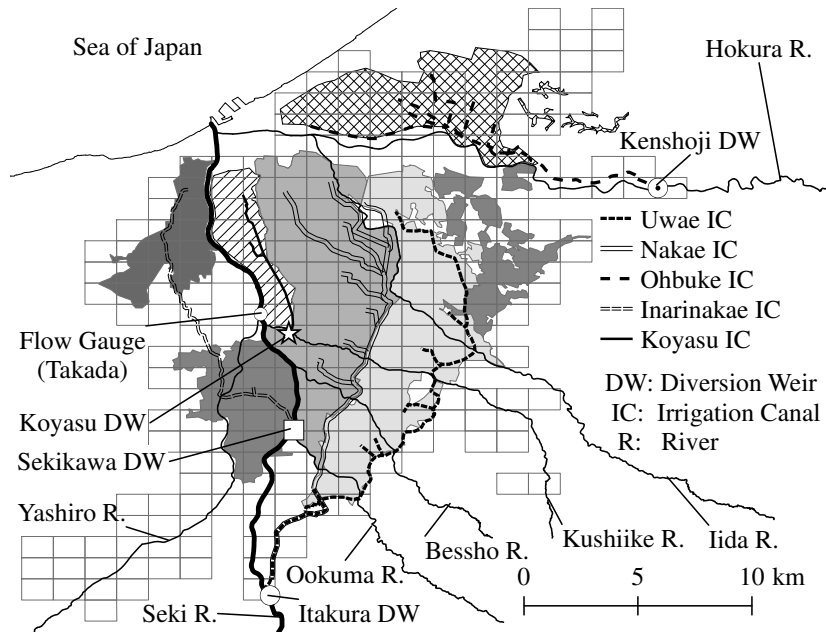 Sea of Japan
Hokura R.
Kenshoji DW
Uwae IC
Nakae IC
Ohbuke IC
Inarinakae IC
Koyasu IC
DW: Diversion Weir
IC: Irrigation Canal
R: River
Flow Gauge
(Takada)
Koyasu DW
Sekikawa DW
Yashiro R.
Seki R.
Itakura DW
Ookuma R.
Bessho R.
Kushiike R.
Iida R.
0 5 10 km